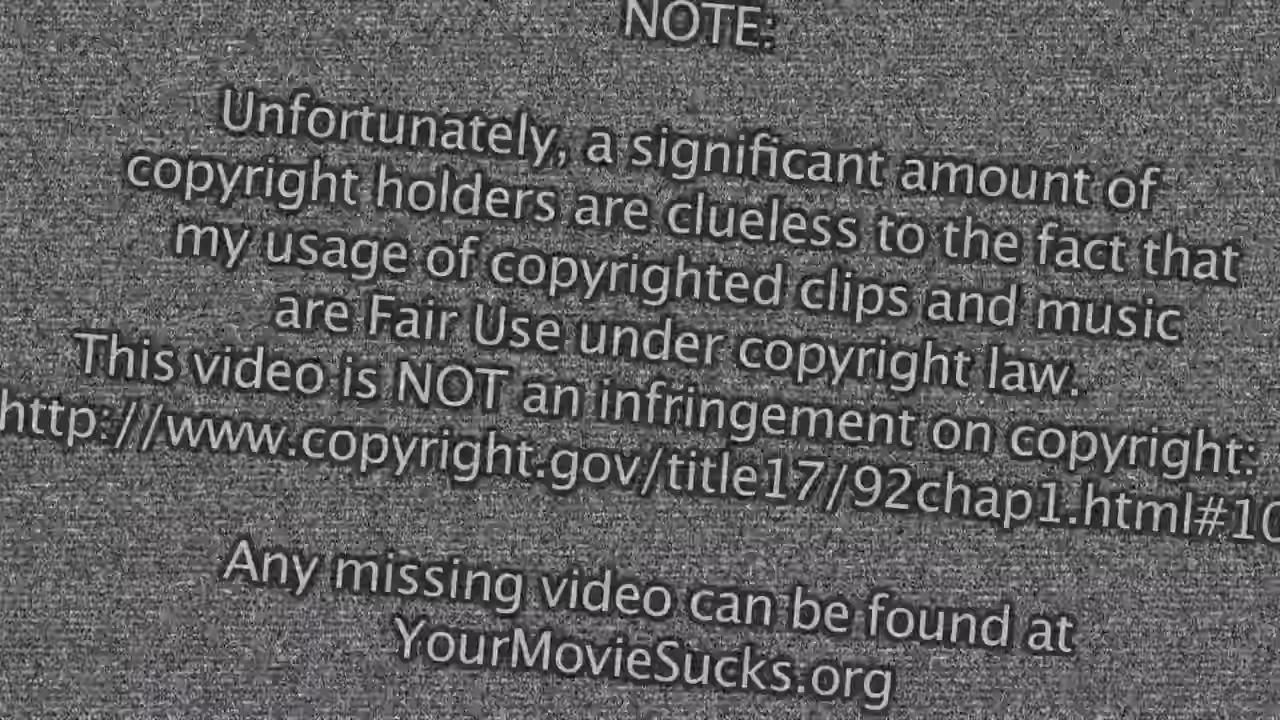 NOTE:
Unfortunately, a significant amount of
copyright holders are clueless to the fact that
my usage of copyrighted clips and music
are Fair Use under copyright law.
This video is NOT an infringement on copyright:
http://www.copyright.gov/title17/92chap1.html#10
Any missing video can be found at
YourMovieSucks.org